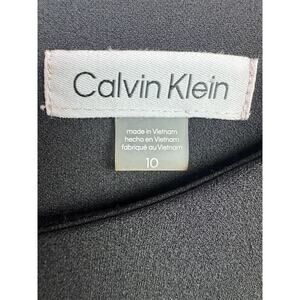 Calvin Klein
made in Vietnam
hecho en Vietnam
fabriqué au Vietnam
10